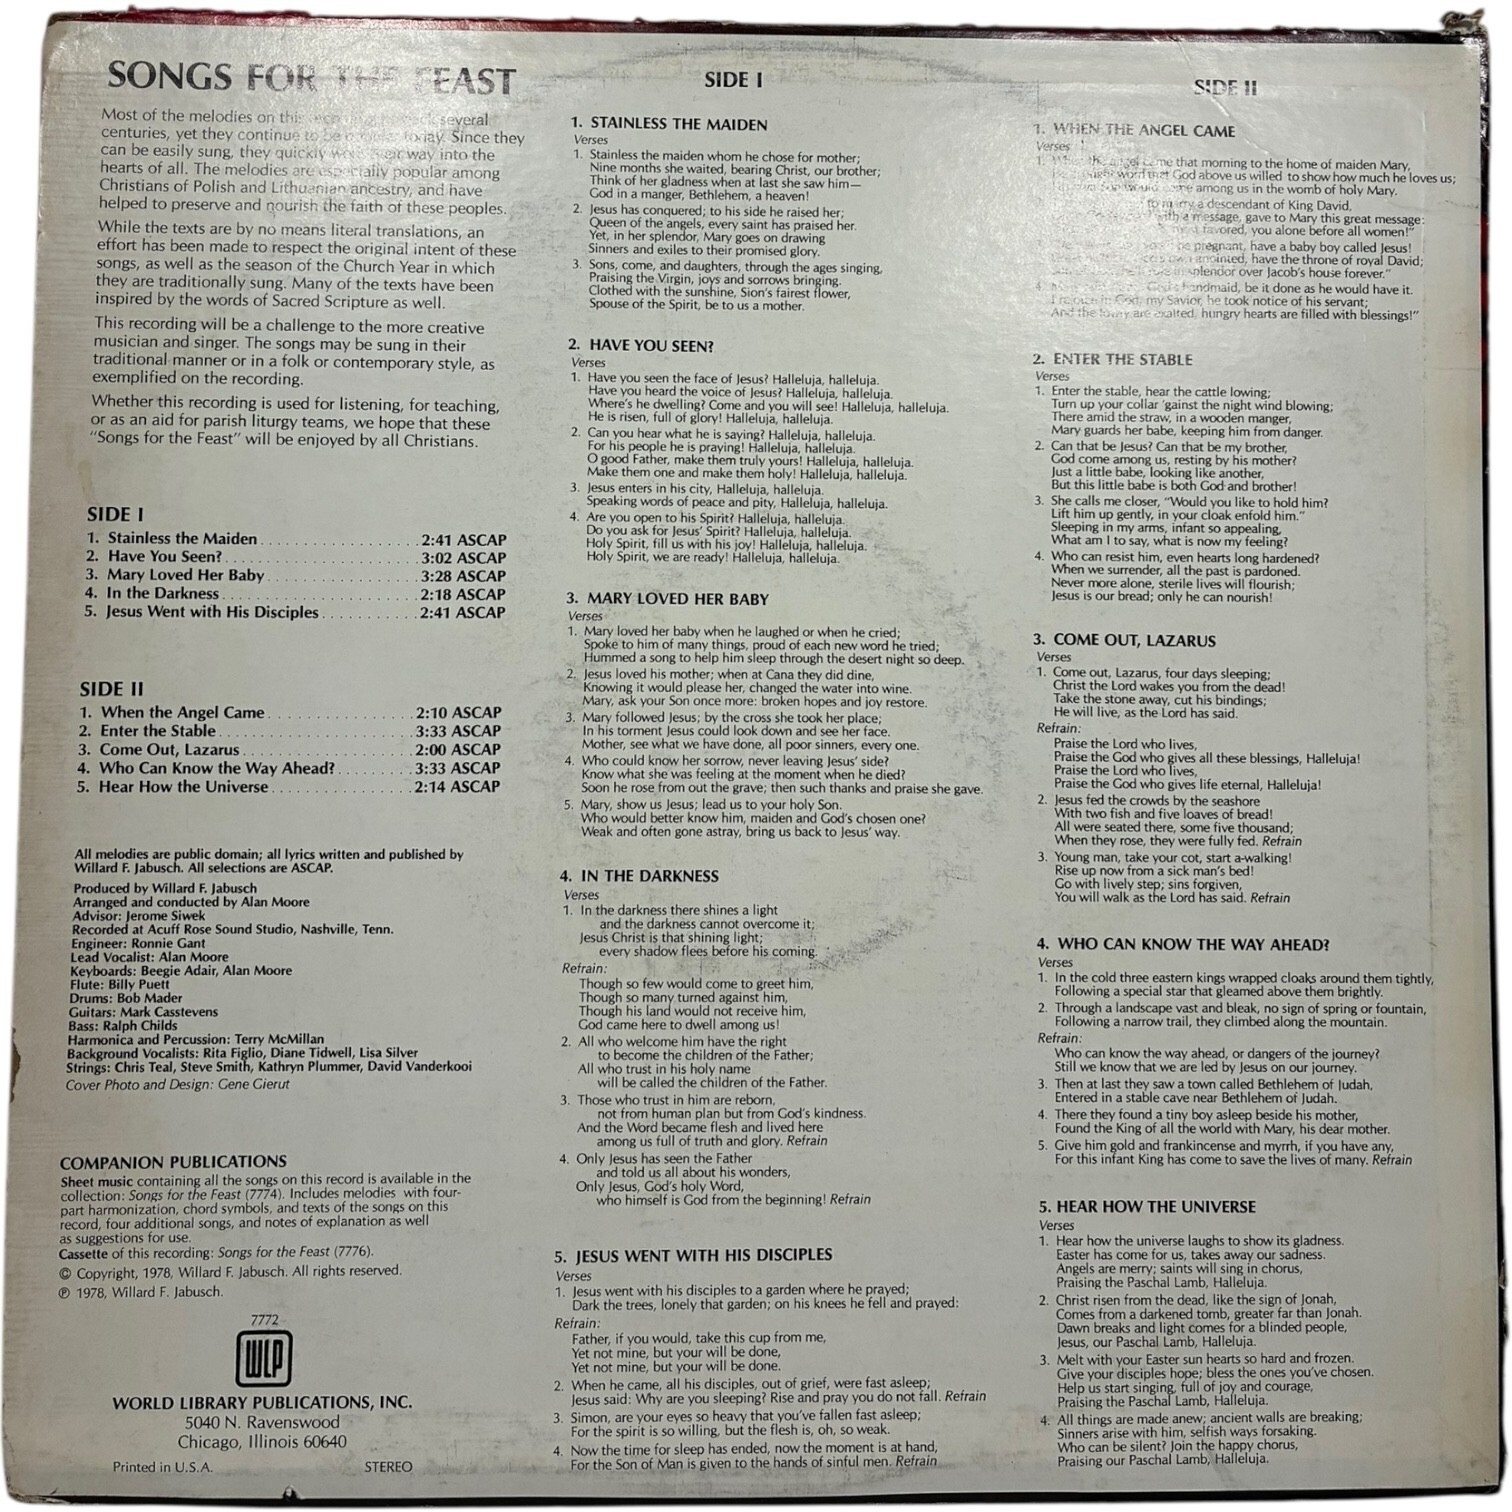 SONGS FOR THE FEAST
Most of the melodies on this several
centuries, yet they continue to be today. Since they
can be easily sung, they quickly way into the
hearts of all. The melodies are especially popular among
Christians of Polish and Lithuanian ancestry, and have
helped to preserve and nourish the faith of these peoples.
While the texts are by no means literal translations, an
effort has been made to respect the original intent of these
songs, as well as the season of the Church Year in which
they are traditionally sung. Many of the texts have been
inspired by the words of Sacred Scripture as well.
This recording will be a challenge to the more creative
musician and singer. The songs may be sung in their
traditional manner or in a folk or contemporary style, as
exemplified on the recording.
Whether this recording is used for listening, for teaching,
or as an aid for parish liturgy teams, we hope that these
"Songs for the Feast" will be enjoyed by all Christians.
SIDE I
1. Stainless the Maiden . . . . . . . . . . . . . . . . . 2:41 ASCAP
2. Have You Seen? . . . . . . . . . . . . . . . . . . . . . 3:02 ASCAP
3. Mary Loved Her Baby . . . . . . . . . . . . . . . . 3:28 ASCAP
4. In the Darkness . . . . . . . . . . . . . . . . . . . . . 2:18 ASCAP
5. Jesus Went with His Disciples . . . . . . . . . . 2:41 ASCAP
SIDE II
1. When the Angel Came . . . . . . . . . . . . . . . 2:10 ASCAP
2. Enter the Stable . . . . . . . . . . . . . . . . . . . . 3:33 ASCAP
3. Come Out, Lazarus . . . . . . . . . . . . . . . . . . 2:00 ASCAP
4. Who Can Know the Way Ahead? . . . . . . . . 3:33 ASCAP
5. Hear How the Universe . . . . . . . . . . . . . . . 2:14 ASCAP
All melodies are public domain; all lyrics written and published by
Willard F. Jabusch. All selections are ASCAP.
Produced by Willard F. Jabusch
Arranged and conducted by Alan Moore
Advisor: Jerome Siwek
Recorded at Acuff Rose Sound Studio, Nashville, Tenn.
Engineer: Ronnie Gant
Lead Vocalist: Alan Moore
Keyboards: Beegie Adair, Alan Moore
Flute: Billy Puett
Drums: Bob Mader
Guitars: Mark Casstevens
Bass: Ralph Childs
Harmonica and Percussion: Terry McMillan
Background Vocalists: Rita Figlio, Diane Tidwell, Lisa Silver
Strings: Chris Teal, Steve Smith, Kathryn Plummer, David Vanderkooi
Cover Photo and Design: Gene Gierut
COMPANION PUBLICATIONS
Sheet music containing all the songs on this record is available in the
collection: Songs for the Feast (7774). Includes melodies with four-
part harmonization, chord symbols, and texts of the songs on this
record, four additional songs, and notes of explanation as well
as suggestions for use.
Cassette of this recording: Songs for the Feast (7776).
© Copyright, 1978, Willard F. Jabusch. All rights reserved.
℗ 1978, Willard F. Jabusch.
7772
WLP
WORLD LIBRARY PUBLICATIONS, INC.
5040 N. Ravenswood
Chicago, Illinois 60640
Printed in U.S.A. STEREO
SIDE I
1. STAINLESS THE MAIDEN
Verses
1. Stainless the maiden whom he chose for mother;
Nine months she waited, bearing Christ, our brother;
Think of her gladness when at last she saw him—
God in a manger, Bethlehem, a heaven!
2. Jesus has conquered; to his side he raised her;
Queen of the angels, every saint has praised her.
Yet, in her splendor, Mary goes on drawing
Sinners and exiles to their promised glory.
3. Sons, come, and daughters, through the ages singing,
Praising the Virgin, joys and sorrows bringing.
Clothed with the sunshine, Sion's fairest flower,
Spouse of the Spirit, be to us a mother.
2. HAVE YOU SEEN?
Verses
1. Have you seen the face of Jesus? Halleluja, halleluja.
Have you heard the voice of Jesus? Halleluja, halleluja.
Where's he dwelling? Come and you will see! Halleluja, halleluja.
He is risen, full of glory! Halleluja, halleluja.
2. Can you hear what he is saying? Halleluja, halleluja.
For his people he is praying! Halleluja, halleluja.
O good Father, make them truly yours! Halleluja, halleluja.
Make them one and make them holy! Halleluja, halleluja.
3. Jesus enters in his city, Halleluja, halleluja.
Speaking words of peace and pity, Halleluja, halleluja.
4. Are you open to his Spirit? Halleluja, halleluja.
Do you ask for Jesus' Spirit? Halleluja, halleluja.
Holy Spirit, fill us with his joy! Halleluja, halleluja.
Holy Spirit, we are ready! Halleluja, halleluja.
3. MARY LOVED HER BABY
Verses
1. Mary loved her baby when he laughed or when he cried;
Spoke to him of many things, proud of each new word he tried;
Hummed a song to help him sleep through the desert night so deep.
2. Jesus loved his mother; when at Cana they did dine,
Knowing it would please her, changed the water into wine.
Mary, ask your Son once more: broken hopes and joy restore.
3. Mary followed Jesus; by the cross she took her place;
In his torment Jesus could look down and see her face.
Mother, see what we have done, all poor sinners, every one.
4. Who could know her sorrow, never leaving Jesus' side?
Know what she was feeling at the moment when he died?
Soon he rose from out the grave; then such thanks and praise she gave.
5. Mary, show us Jesus; lead us to your holy Son.
Who would better know him, maiden and God's chosen one?
Weak and often gone astray, bring us back to Jesus' way.
4. IN THE DARKNESS
Verses
1. In the darkness there shines a light
and the darkness cannot overcome it;
Jesus Christ is that shining light;
every shadow flees before his coming.
Refrain:
Though so few would come to greet him,
Though so many turned against him,
Though his land would not receive him,
God came here to dwell among us!
2. All who welcome him have the right
to become the children of the Father;
All who trust in his holy name
will be called the children of the Father.
3. Those who trust in him are reborn,
not from human plan but from God's kindness.
And the Word became flesh and lived here
among us full of truth and glory. Refrain
4. Only Jesus has seen the Father
and told us all about his wonders,
Only Jesus, God's holy Word,
who himself is God from the beginning! Refrain
5. JESUS WENT WITH HIS DISCIPLES
Verses
1. Jesus went with his disciples to a garden where he prayed;
Dark the trees, lonely that garden; on his knees he fell and prayed:
Refrain:
Father, if you would, take this cup from me,
Yet not mine, but your will be done,
Yet not mine, but your will be done.
2. When he came, all his disciples, out of grief, were fast asleep;
Jesus said: Why are you sleeping? Rise and pray you do not fall. Refrain
3. Simon, are your eyes so heavy that you've fallen fast asleep;
For the spirit is so willing, but the flesh is, oh, so weak.
4. Now the time for sleep has ended, now the moment is at hand,
For the Son of Man is given to the hands of sinful men. Refrain
SIDE II
1. WHEN THE ANGEL CAME
Verses
1. When the angel came that morning to the home of maiden Mary,
word that God above us willed to show how much he loves us;
would come among us in the womb of holy Mary.
to marry a descendant of King David,
with a message, gave to Mary this great message:
most favored, you alone before all women!"
be pregnant, have a baby boy called Jesus!
anointed, have the throne of royal David;
splendor over Jacob's house forever."
4. God's handmaid, be it done as he would have it.
I rejoice in God, my Savior, he took notice of his servant;
And the lowly are exalted, hungry hearts are filled with blessings!"
2. ENTER THE STABLE
Verses
1. Enter the stable, hear the cattle lowing;
Turn up your collar 'gainst the night wind blowing;
There amid the straw, in a wooden manger,
Mary guards her babe, keeping him from danger.
2. Can that be Jesus? Can that be my brother,
God come among us, resting by his mother?
Just a little babe, looking like another,
But this little babe is both God and brother!
3. She calls me closer, "Would you like to hold him?
Lift him up gently, in your cloak enfold him."
Sleeping in my arms, infant so appealing,
What am I to say, what is now my feeling?
4. Who can resist him, even hearts long hardened?
When we surrender, all the past is pardoned.
Never more alone, sterile lives will flourish;
Jesus is our bread; only he can nourish!
3. COME OUT, LAZARUS
Verses
1. Come out, Lazarus, four days sleeping;
Christ the Lord wakes you from the dead!
Take the stone away, cut his bindings;
He will live, as the Lord has said.
Refrain:
Praise the Lord who lives,
Praise the God who gives all these blessings, Halleluja!
Praise the Lord who lives,
Praise the God who gives life eternal, Halleluja!
2. Jesus fed the crowds by the seashore
With two fish and five loaves of bread!
All were seated there, some five thousand;
When they rose, they were fully fed. Refrain
3. Young man, take your cot, start a-walking!
Rise up now from a sick man's bed!
Go with lively step; sins forgiven,
You will walk as the Lord has said. Refrain
4. WHO CAN KNOW THE WAY AHEAD?
Verses
1. In the cold three eastern kings wrapped cloaks around them tightly,
Following a special star that gleamed above them brightly.
2. Through a landscape vast and bleak, no sign of spring or fountain,
Following a narrow trail, they climbed along the mountain.
Refrain:
Who can know the way ahead, or dangers of the journey?
Still we know that we are led by Jesus on our journey.
3. Then at last they saw a town called Bethlehem of Judah,
Entered in a stable cave near Bethlehem of Judah.
4. There they found a tiny boy asleep beside his mother,
Found the King of all the world with Mary, his dear mother.
5. Give him gold and frankincense and myrrh, if you have any,
For this infant King has come to save the lives of many. Refrain
5. HEAR HOW THE UNIVERSE
Verses
1. Hear how the universe laughs to show its gladness.
Easter has come for us, takes away our sadness.
Angels are merry; saints will sing in chorus,
Praising the Paschal Lamb, Halleluja.
2. Christ risen from the dead, like the sign of Jonah,
Comes from a darkened tomb, greater far than Jonah.
Dawn breaks and light comes for a blinded people,
Jesus, our Paschal Lamb, Halleluja.
3. Melt with your Easter sun hearts so hard and frozen.
Give your disciples hope; bless the ones you've chosen.
Help us start singing, full of joy and courage,
Praising the Paschal Lamb, Halleluja.
4. All things are made anew; ancient walls are breaking;
Sinners arise with him, selfish ways forsaking.
Who can be silent? Join the happy chorus,
Praising our Paschal Lamb, Halleluja.